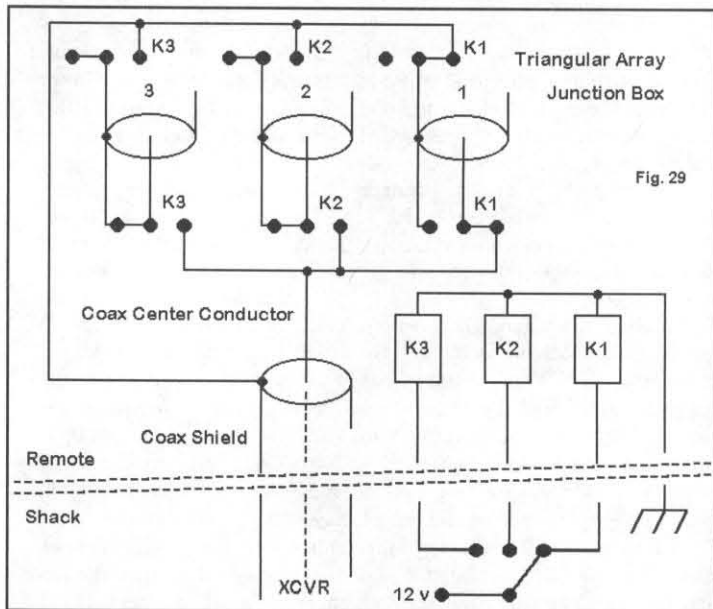 K3 K2 K1 Triangular Array
Junction Box
3 2 1
Fig. 29
K3 K2 K1
Coax Center Conductor
K3 K2 K1
Coax Shield
Remote
Shack
XCVR 12 v